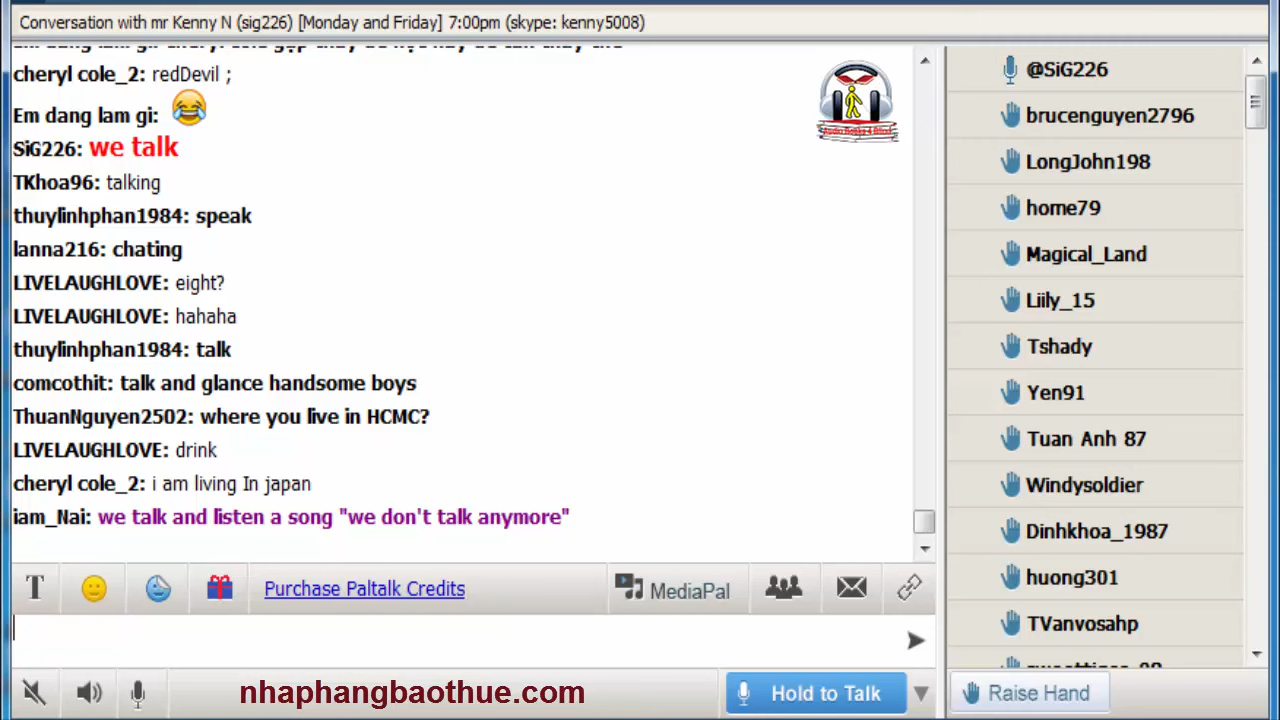 Conversation with mr Kenny N (sig226) [Monday and Friday] 7:00pm (skype: kenny5008)
cheryl cole_2: redDevil ;
Em dang lam gi:
SiG226: we talk
TKhoa96: talking
thuylinhphan1984: speak
lanna216: chating
LIVELAUGHLOVE: eight?
LIVELAUGHLOVE: hahaha
thuylinhphan1984: talk
comcothit: talk and glance handsome boys
ThuanNguyen2502: where you live in HCMC?
LIVELAUGHLOVE: drink
cheryl cole_2: i am living In japan
iam_Nai: we talk and listen a song "we don't talk anymore"
Audio Books 4 Blind
@SiG226
brucenguyen2796
LongJohn198
home79
Magical_Land
Liily_15
Tshady
Yen91
Tuan Anh 87
Windysoldier
Dinhkhoa_1987
huong301
TVanvosahp
T
Purchase Paltalk Credits
MediaPal
nhaphangbaothue.com
Hold to Talk
Raise Hand